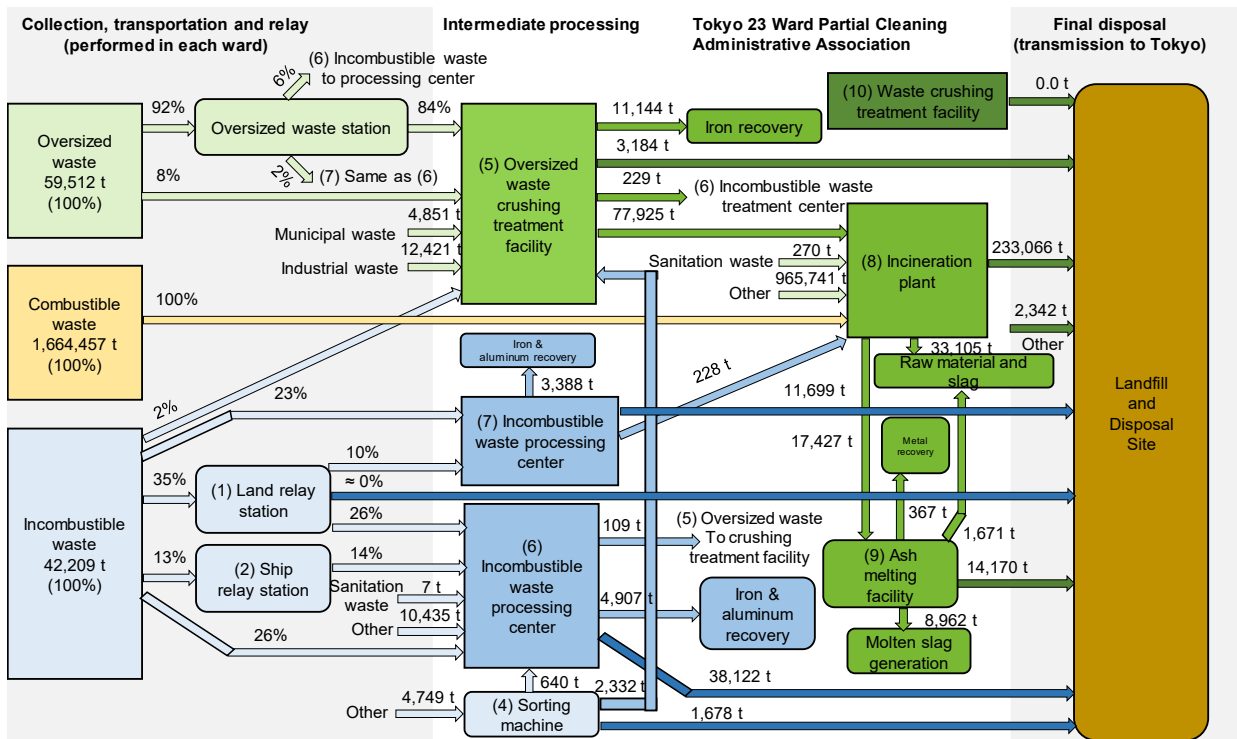 Collection, transportation and relay
(performed in each ward)
Intermediate processing
Tokyo 23 Ward Partial Cleaning
Administrative Association
Final disposal
(transmission to Tokyo)
Oversized
waste
59,512 t
(100%)
92%
8%
6%
(6) Incombustible waste
to processing center
Oversized waste station
2%
(7) Same as (6)
84%
Municipal waste
4,851 t
Industrial waste
12,421 t
(5) Oversized
waste
crushing
treatment
facility
11,144 t
Iron recovery
3,184 t
229 t
(6) Incombustible waste
treatment center
77,925 t
(10) Waste crushing
treatment facility
0.0 t
Sanitation waste
270 t
Other
965,741 t
(8) Incineration
plant
233,066 t
2,342 t
Other
Combustible
waste
1,664,457 t
(100%)
100%
2%
23%
Iron &
aluminum recovery
3,388 t
(7) Incombustible
waste processing
center
228 t
11,699 t
33,105 t
Raw material and
slag
17,427 t
Metal
recovery
367 t
1,671 t
(9) Ash
melting
facility
14,170 t
8,962 t
Molten slag
generation
Landfill
and
Disposal
Site
Incombustible
waste
42,209 t
(100%)
35%
(1) Land relay
station
10%
≈ 0%
26%
13%
(2) Ship
relay station
14%
Sanitation
waste
7 t
Other
10,435 t
26%
(6)
Incombustible
waste
processing
center
109 t
(5) Oversized waste
To crushing
treatment facility
4,907 t
Iron &
aluminum
recovery
38,122 t
640 t
2,332 t
Other
4,749 t
(4) Sorting
machine
1,678 t